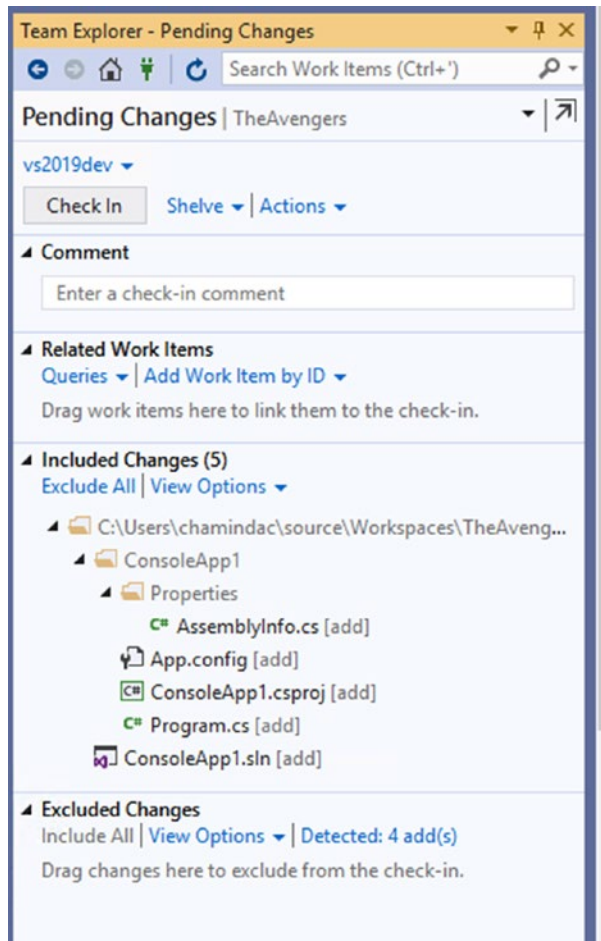 Team Explorer - Pending Changes
Search Work Items (Ctrl+')
Pending Changes | TheAvengers
vs2019dev
Check In Shelve | Actions
Comment
Enter a check-in comment
Related Work Items
Queries | Add Work Item by ID
Drag work items here to link them to the check-in.
Included Changes (5)
Exclude All | View Options
C:\Users\chamindac\source\Workspaces\TheAveng...
ConsoleApp1
Properties
C# AssemblyInfo.cs [add]
App.config [add]
C# ConsoleApp1.csproj [add]
C# Program.cs [add]
ConsoleApp1.sln [add]
Excluded Changes
Include All | View Options | Detected: 4 add(s)
Drag changes here to exclude from the check-in.